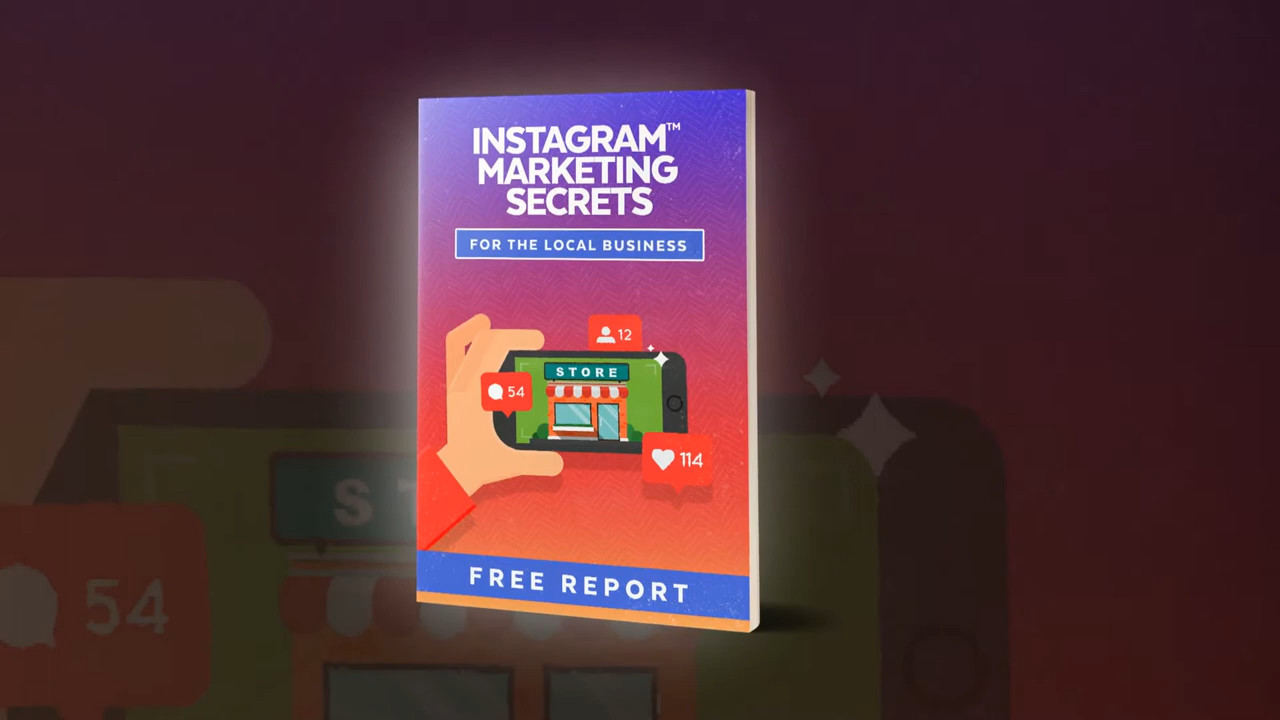 INSTAGRAM™
MARKETING
SECRETS
FOR THE LOCAL BUSINESS
12
STORE
54
114
FREE REPORT
S
54